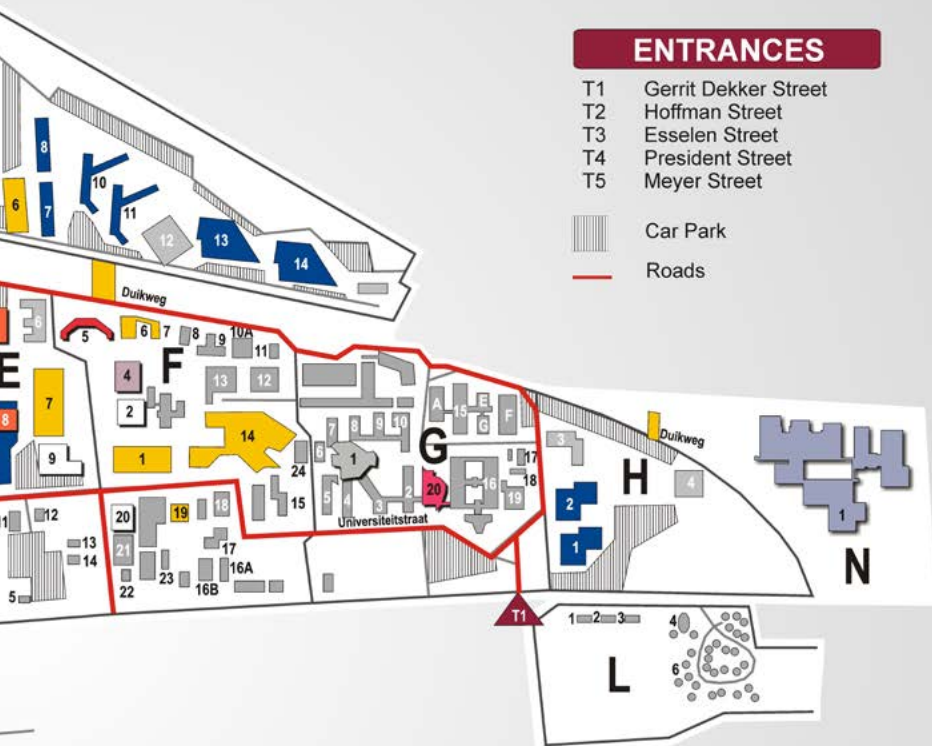 ENTRANCES
T1 Gerrit Dekker Street
T2 Hoffman Street
T3 Esselen Street
T4 President Street
T5 Meyer Street
Car Park
Roads
8
10
6
7
11
12
13
14
Duikweg
6
5
6
7
8
9
10A
11
E
F
4
13
12
7
2
8
14
1
9
24
15
7
8
9
10
6
1
5
4
3
2
G
A
15
E
G
F
20
16
17
18
19
Universiteitstraat
3
Duikweg
H
4
2
1
1
N
11
12
20
19
18
13
21
17
14
23
16A
5
22
16B
T1
1
2
3
4
L
6